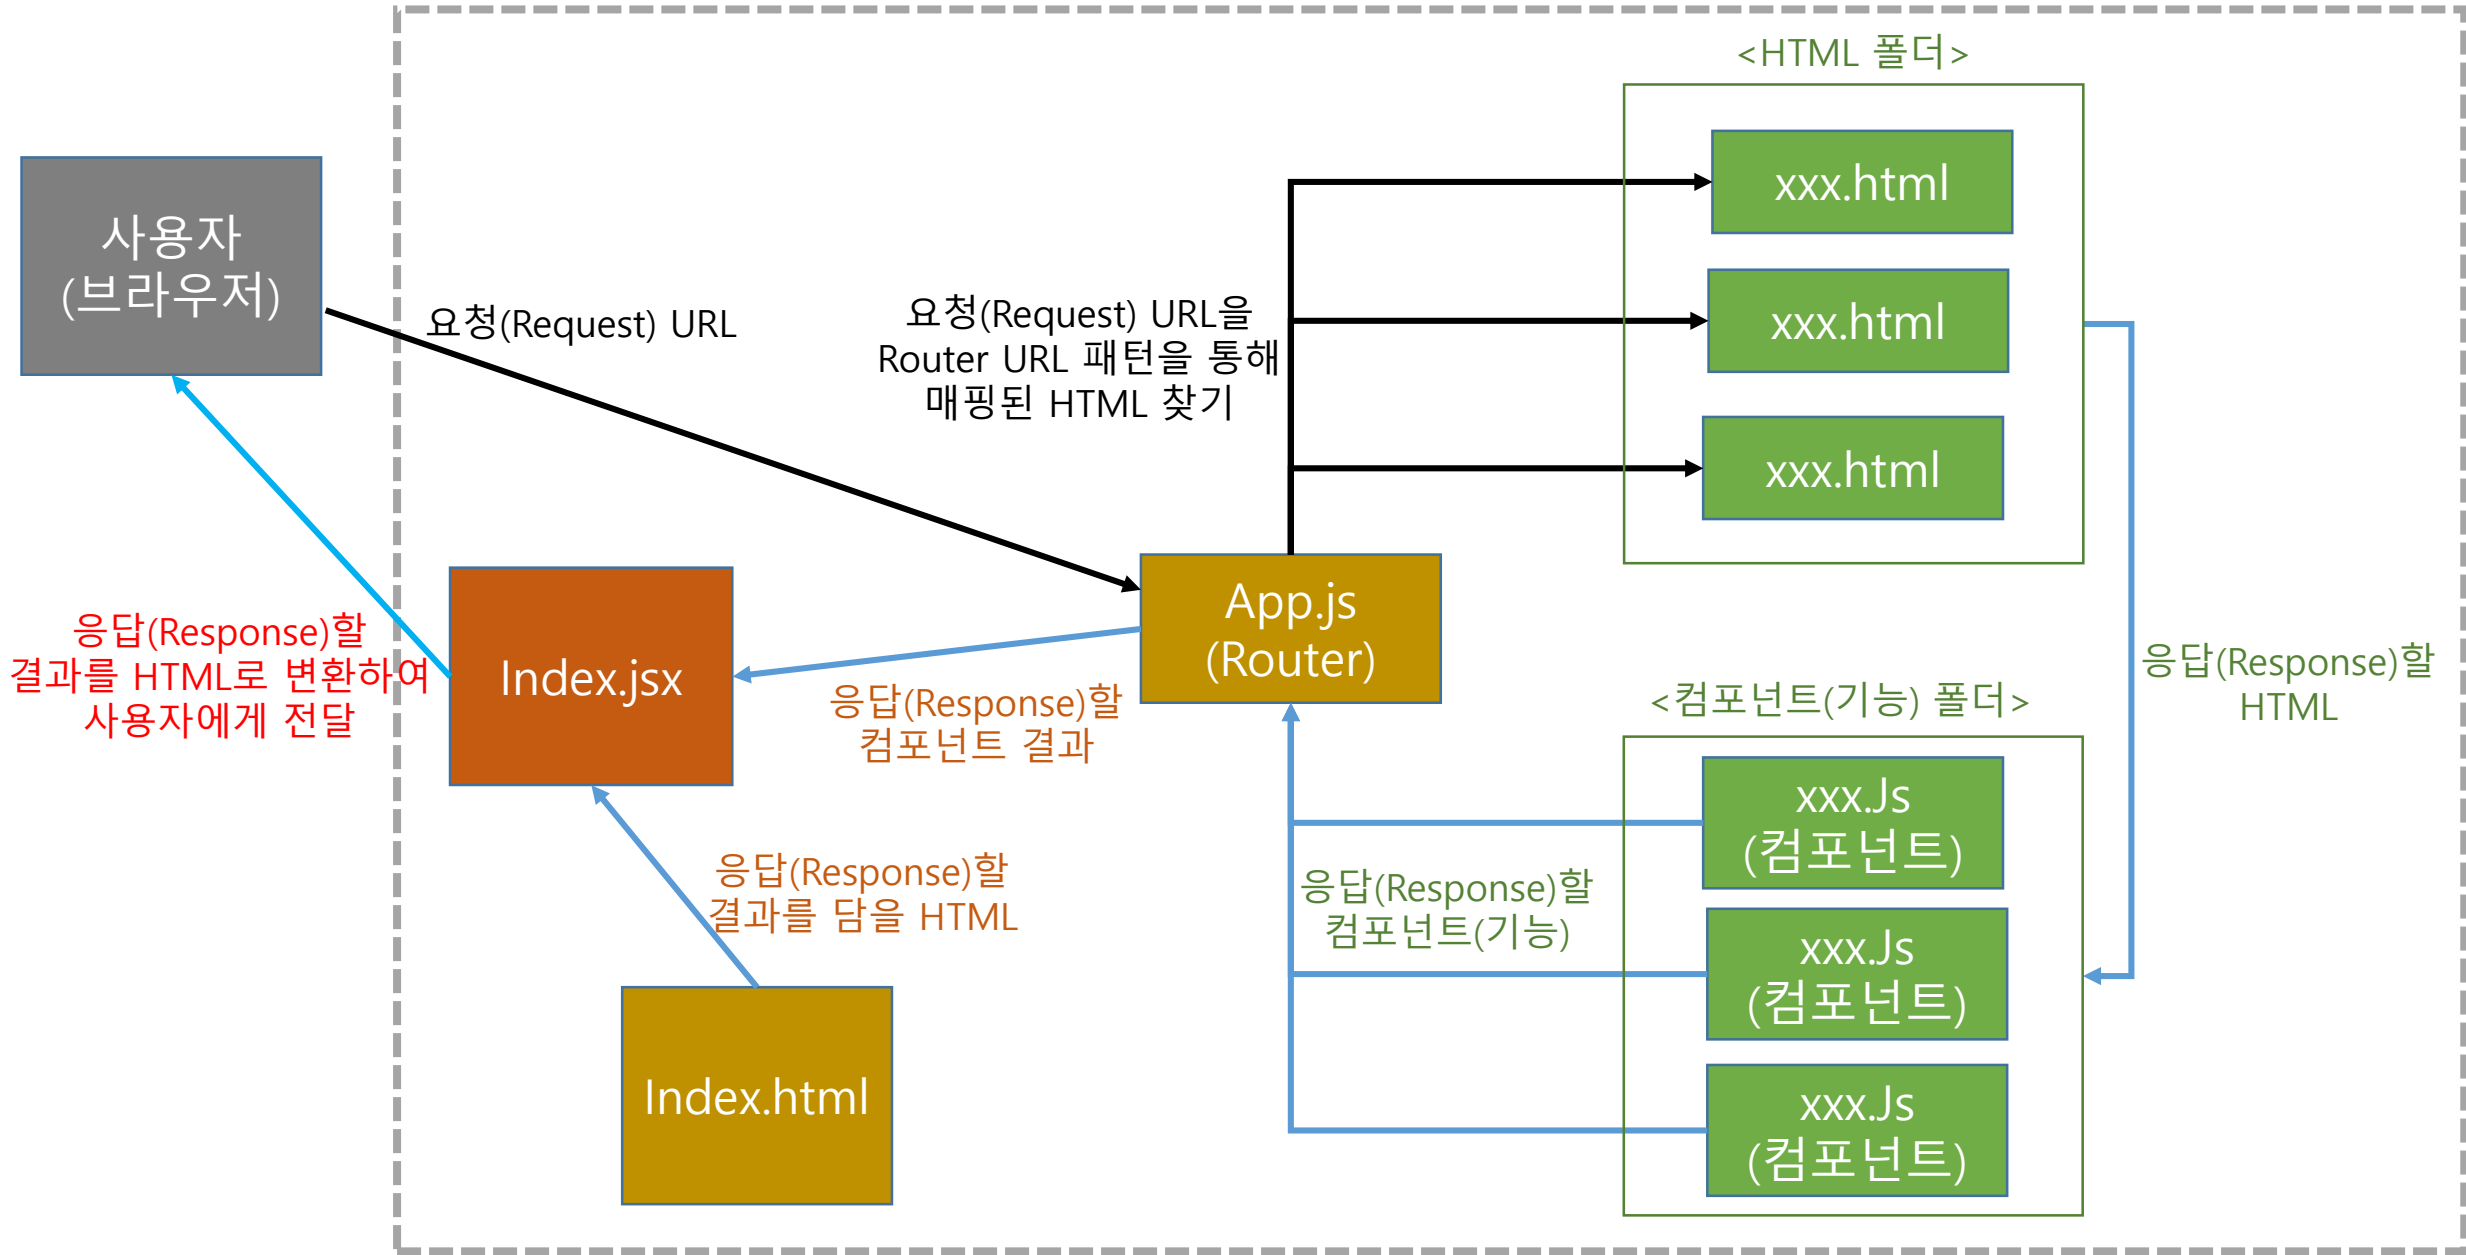 <HTML 폴더>
xxx.html
xxx.html
xxx.html
사용자
(브라우저)
요청(Request) URL
요청(Request) URL을
Router URL 패턴을 통해
매핑된 HTML 찾기
App.js
(Router)
Index.jsx
응답(Response)할
결과를 HTML로 변환하여
사용자에게 전달
응답(Response)할
컴포넌트 결과
응답(Response)할
HTML
<컴포넌트(기능) 폴더>
xxx.Js
(컴포넌트)
xxx.Js
(컴포넌트)
xxx.Js
(컴포넌트)
응답(Response)할
컴포넌트(기능)
응답(Response)할
결과를 담을 HTML
Index.html